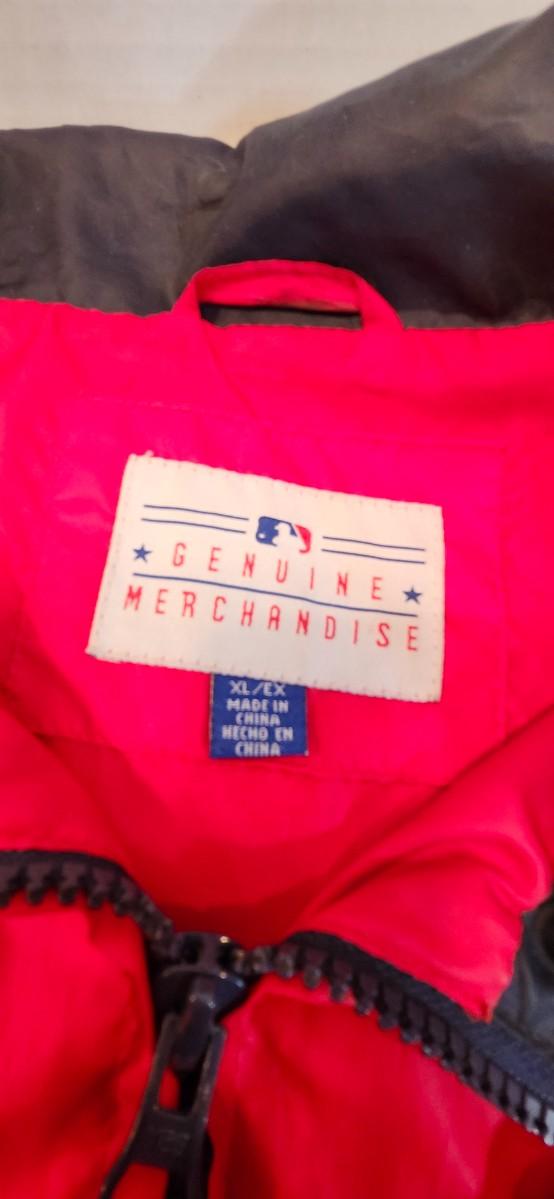 GENUINE
MERCHANDISE
XL/EX
MADE IN
CHINA
HECHO EN
CHINA